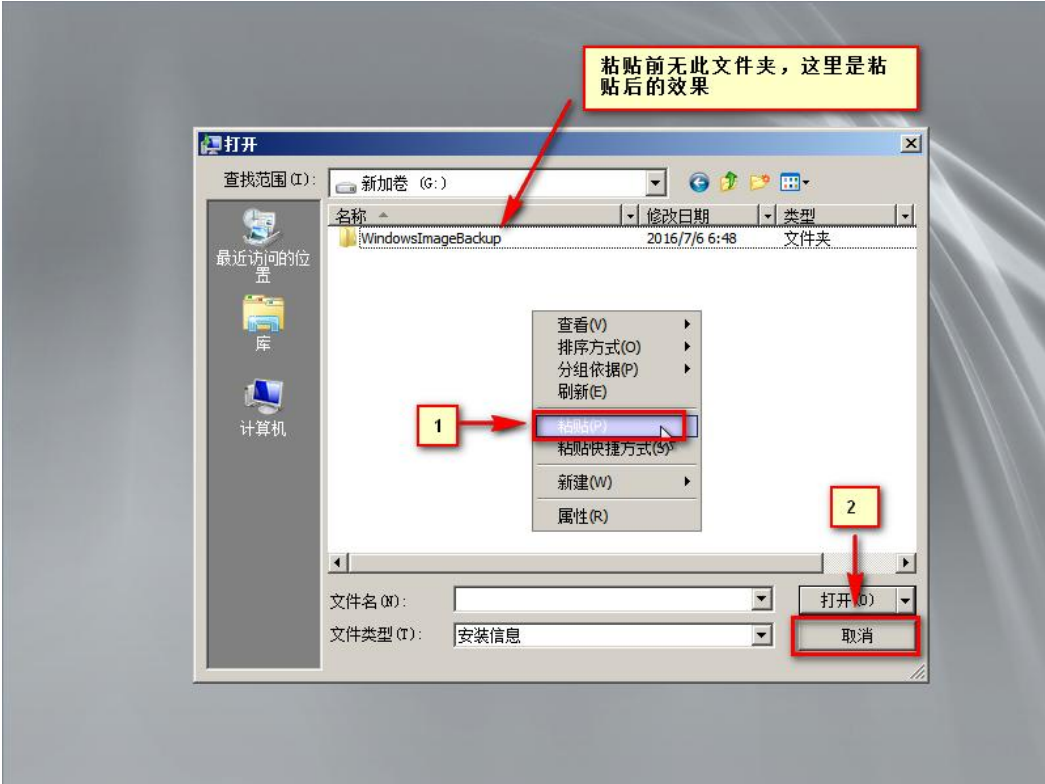 粘贴前无此文件夹，这里是粘
贴后的效果
打开
查找范围(I):
新加卷 (G:)
名称
修改日期
类型
WindowsImageBackup
2016/7/6 6:48
文件夹
最近访问的位
置
库
计算机
查看(V)
排序方式(O)
分组依据(P)
刷新(E)
1
粘贴(P)
粘贴快捷方式(S)
新建(W)
属性(R)
2
文件名(N):
打开(O)
文件类型(T):
安装信息
取消